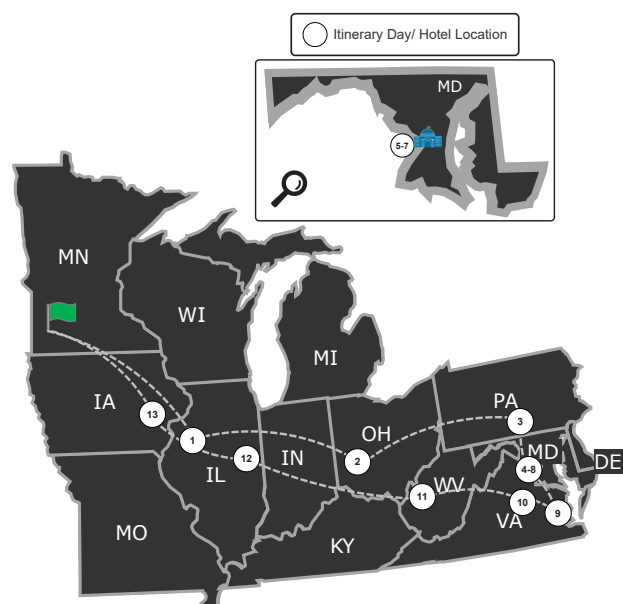 Itinerary Day/ Hotel Location
MD
5-7
MN
WI
MI
IA
13
1
12
IL
IN
OH
2
PA
3
MD
4-8
DE
WV
11
10
VA
9
MO
KY